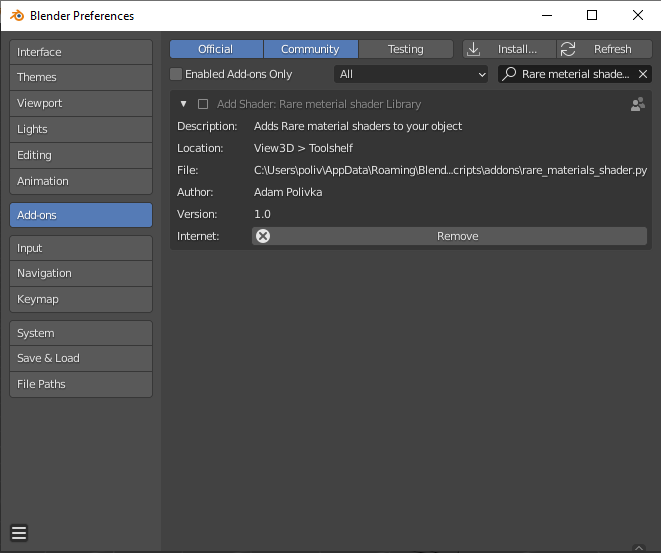 Blender Preferences
Interface
Themes
Viewport
Lights
Editing
Animation
Add-ons
Input
Navigation
Keymap
System
Save & Load
File Paths
Official Community Testing Install... Refresh
Enabled Add-ons Only All Rare meterial shade...
Add Shader: Rare meterial shader Library
Description: Adds Rare material shaders to your object
Location: View3D > Toolshelf
File: C:\Users\poliv\AppData\Roaming\Blend...cripts\addons\rare_materials_shader.py
Author: Adam Polivka
Version: 1.0
Internet: Remove